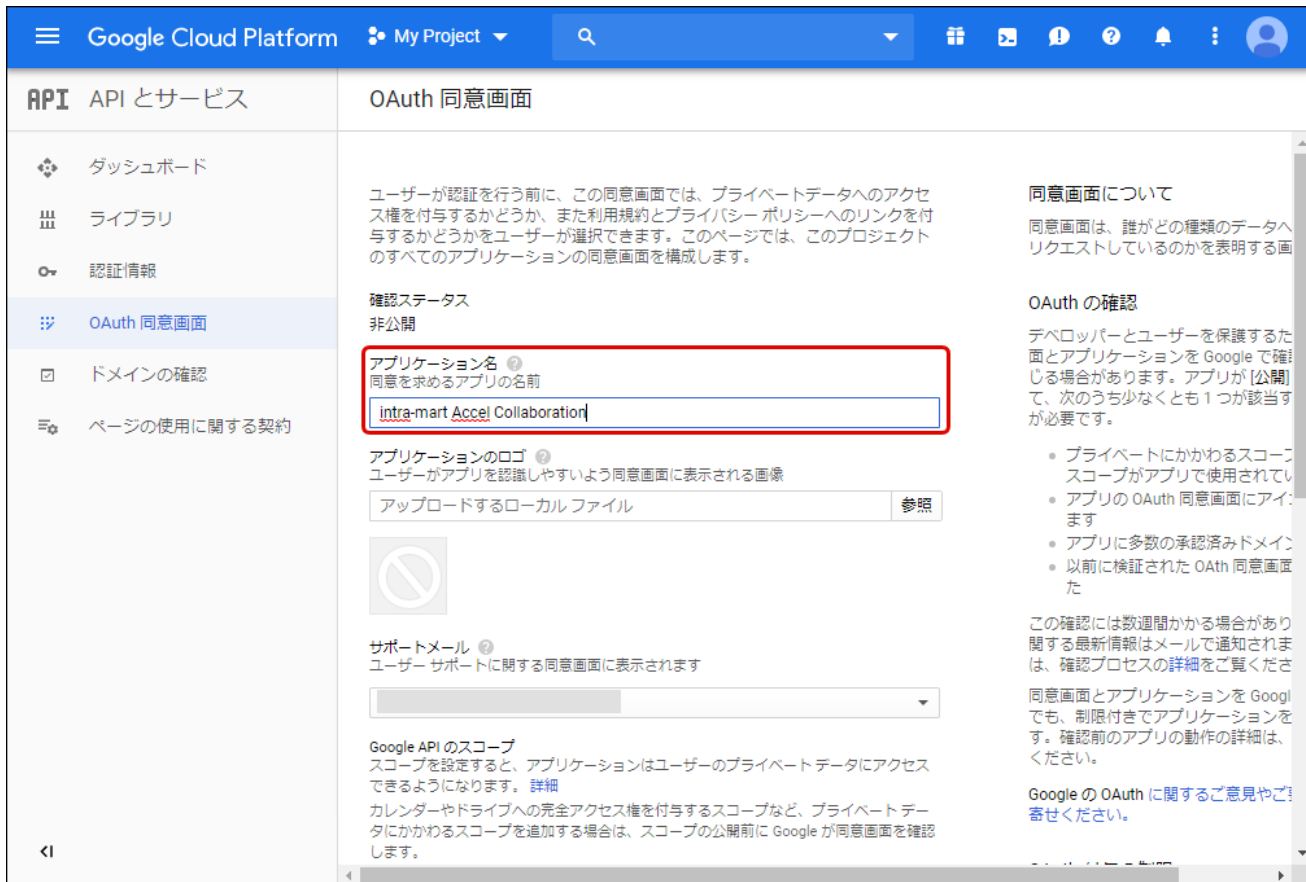 Google Cloud Platform
My Project
API API とサービス
OAuth 同意画面
ダッシュボード
ライブラリ
認証情報
OAuth 同意画面
ドメインの確認
ページの使用に関する契約
ユーザーが認証を行う前に、この同意画面では、プライベートデータへのアクセ
ス権を付与するかどうか、また利用規約とプライバシー ポリシーへのリンクを付
与するかどうかをユーザーが選択できます。このページでは、このプロジェクト
のすべてのアプリケーションの同意画面を構成します。
確認ステータス
非公開
アプリケーション名
同意を求めるアプリの名前
intra-mart Accel Collaboration
アプリケーションのロゴ
ユーザーがアプリを認識しやすいよう同意画面に表示される画像
アップロードするローカル ファイル
参照
サポートメール
ユーザー サポートに関する同意画面に表示されます
Google API のスコープ
スコープを設定すると、アプリケーションはユーザーのプライベート データにアクセス
できるようになります。 詳細
カレンダーやドライブへの完全アクセス権を付与するスコープなど、プライベート デー
タにかかわるスコープを追加する場合は、スコープの公開前に Google が同意画面を確認
します。
同意画面について
同意画面は、誰がどの種類のデータへ
リクエストしているのかを表明する画
OAuth の確認
デベロッパーとユーザーを保護するた
面とアプリケーションを Google で確認
じる場合があります。アプリが [公開]
て、次のうち少なくとも 1 つが該当す
が必要です。
プライベートにかかわるスコープ
スコープがアプリで使用されてい
アプリの OAuth 同意画面にアイ
ます
アプリに多数の承認済みドメイン
以前に検証された OAth 同意画面
た
この確認には数週間かかる場合があり
関する最新情報はメールで通知されま
は、確認プロセスの詳細をご覧くださ
同意画面とアプリケーションを Googl
でも、制限付きでアプリケーションを
す。確認前のアプリの動作の詳細は、
ください。
Google の OAuth に関するご意見やご
寄せください。